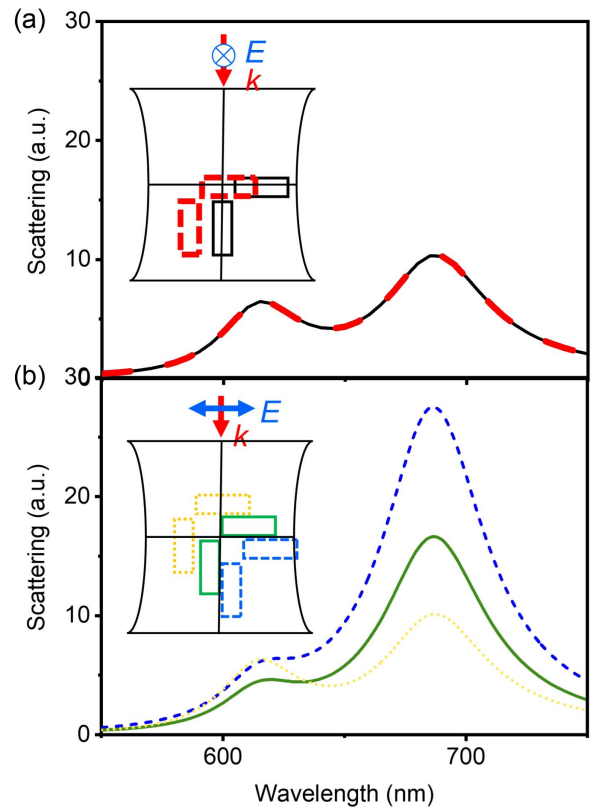 (a)
E
k
30
20
10
Scattering (a.u.)
(b)
30
E
k
20
10
0
Scattering (a.u.)
600
700
Wavelength (nm)